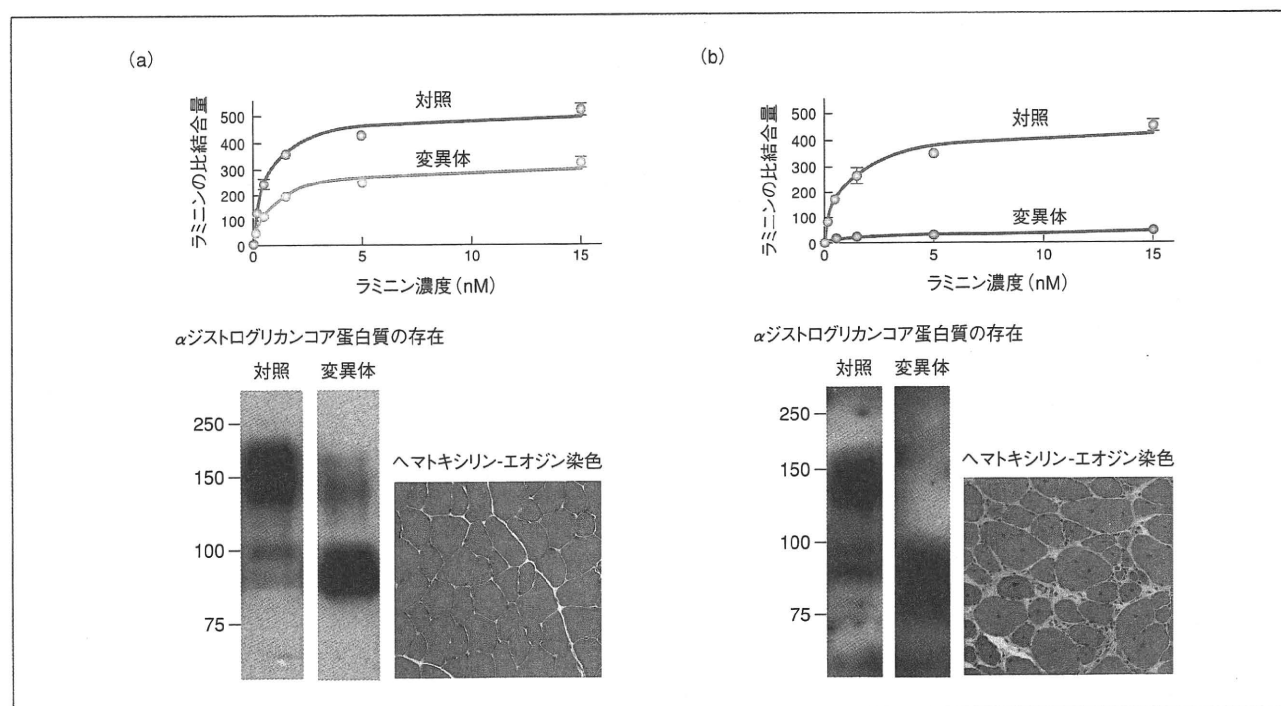 (a)
ラミニンの比結合量
500
400
300
200
100
0
対照
変異体
0
5
10
15
ラミニン濃度(nM)
αジストログリカンコア蛋白質の存在
対照 変異体
250
150
100
75
ヘマトキシリン-エオジン染色
(b)
ラミニンの比結合量
500
400
300
200
100
0
対照
変異体
0
5
10
15
ラミニン濃度(nM)
αジストログリカンコア蛋白質の存在
対照 変異体
250
150
100
75
ヘマトキシリン-エオジン染色